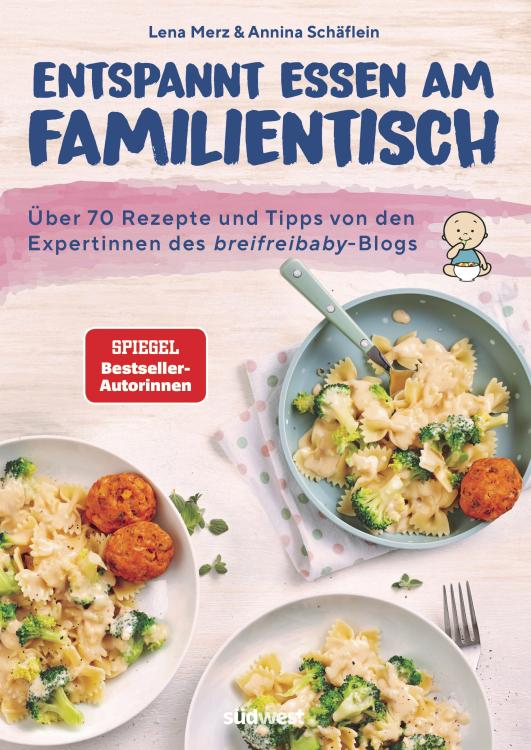 Lena Merz & Annina Schäflein
ENTSPANNT ESSEN AM
FAMILIENTISCH
Über 70 Rezepte und Tipps von den
Expertinnen des breifreibaby-Blogs
SPIEGEL
Bestseller-
Autorinnen
südwest